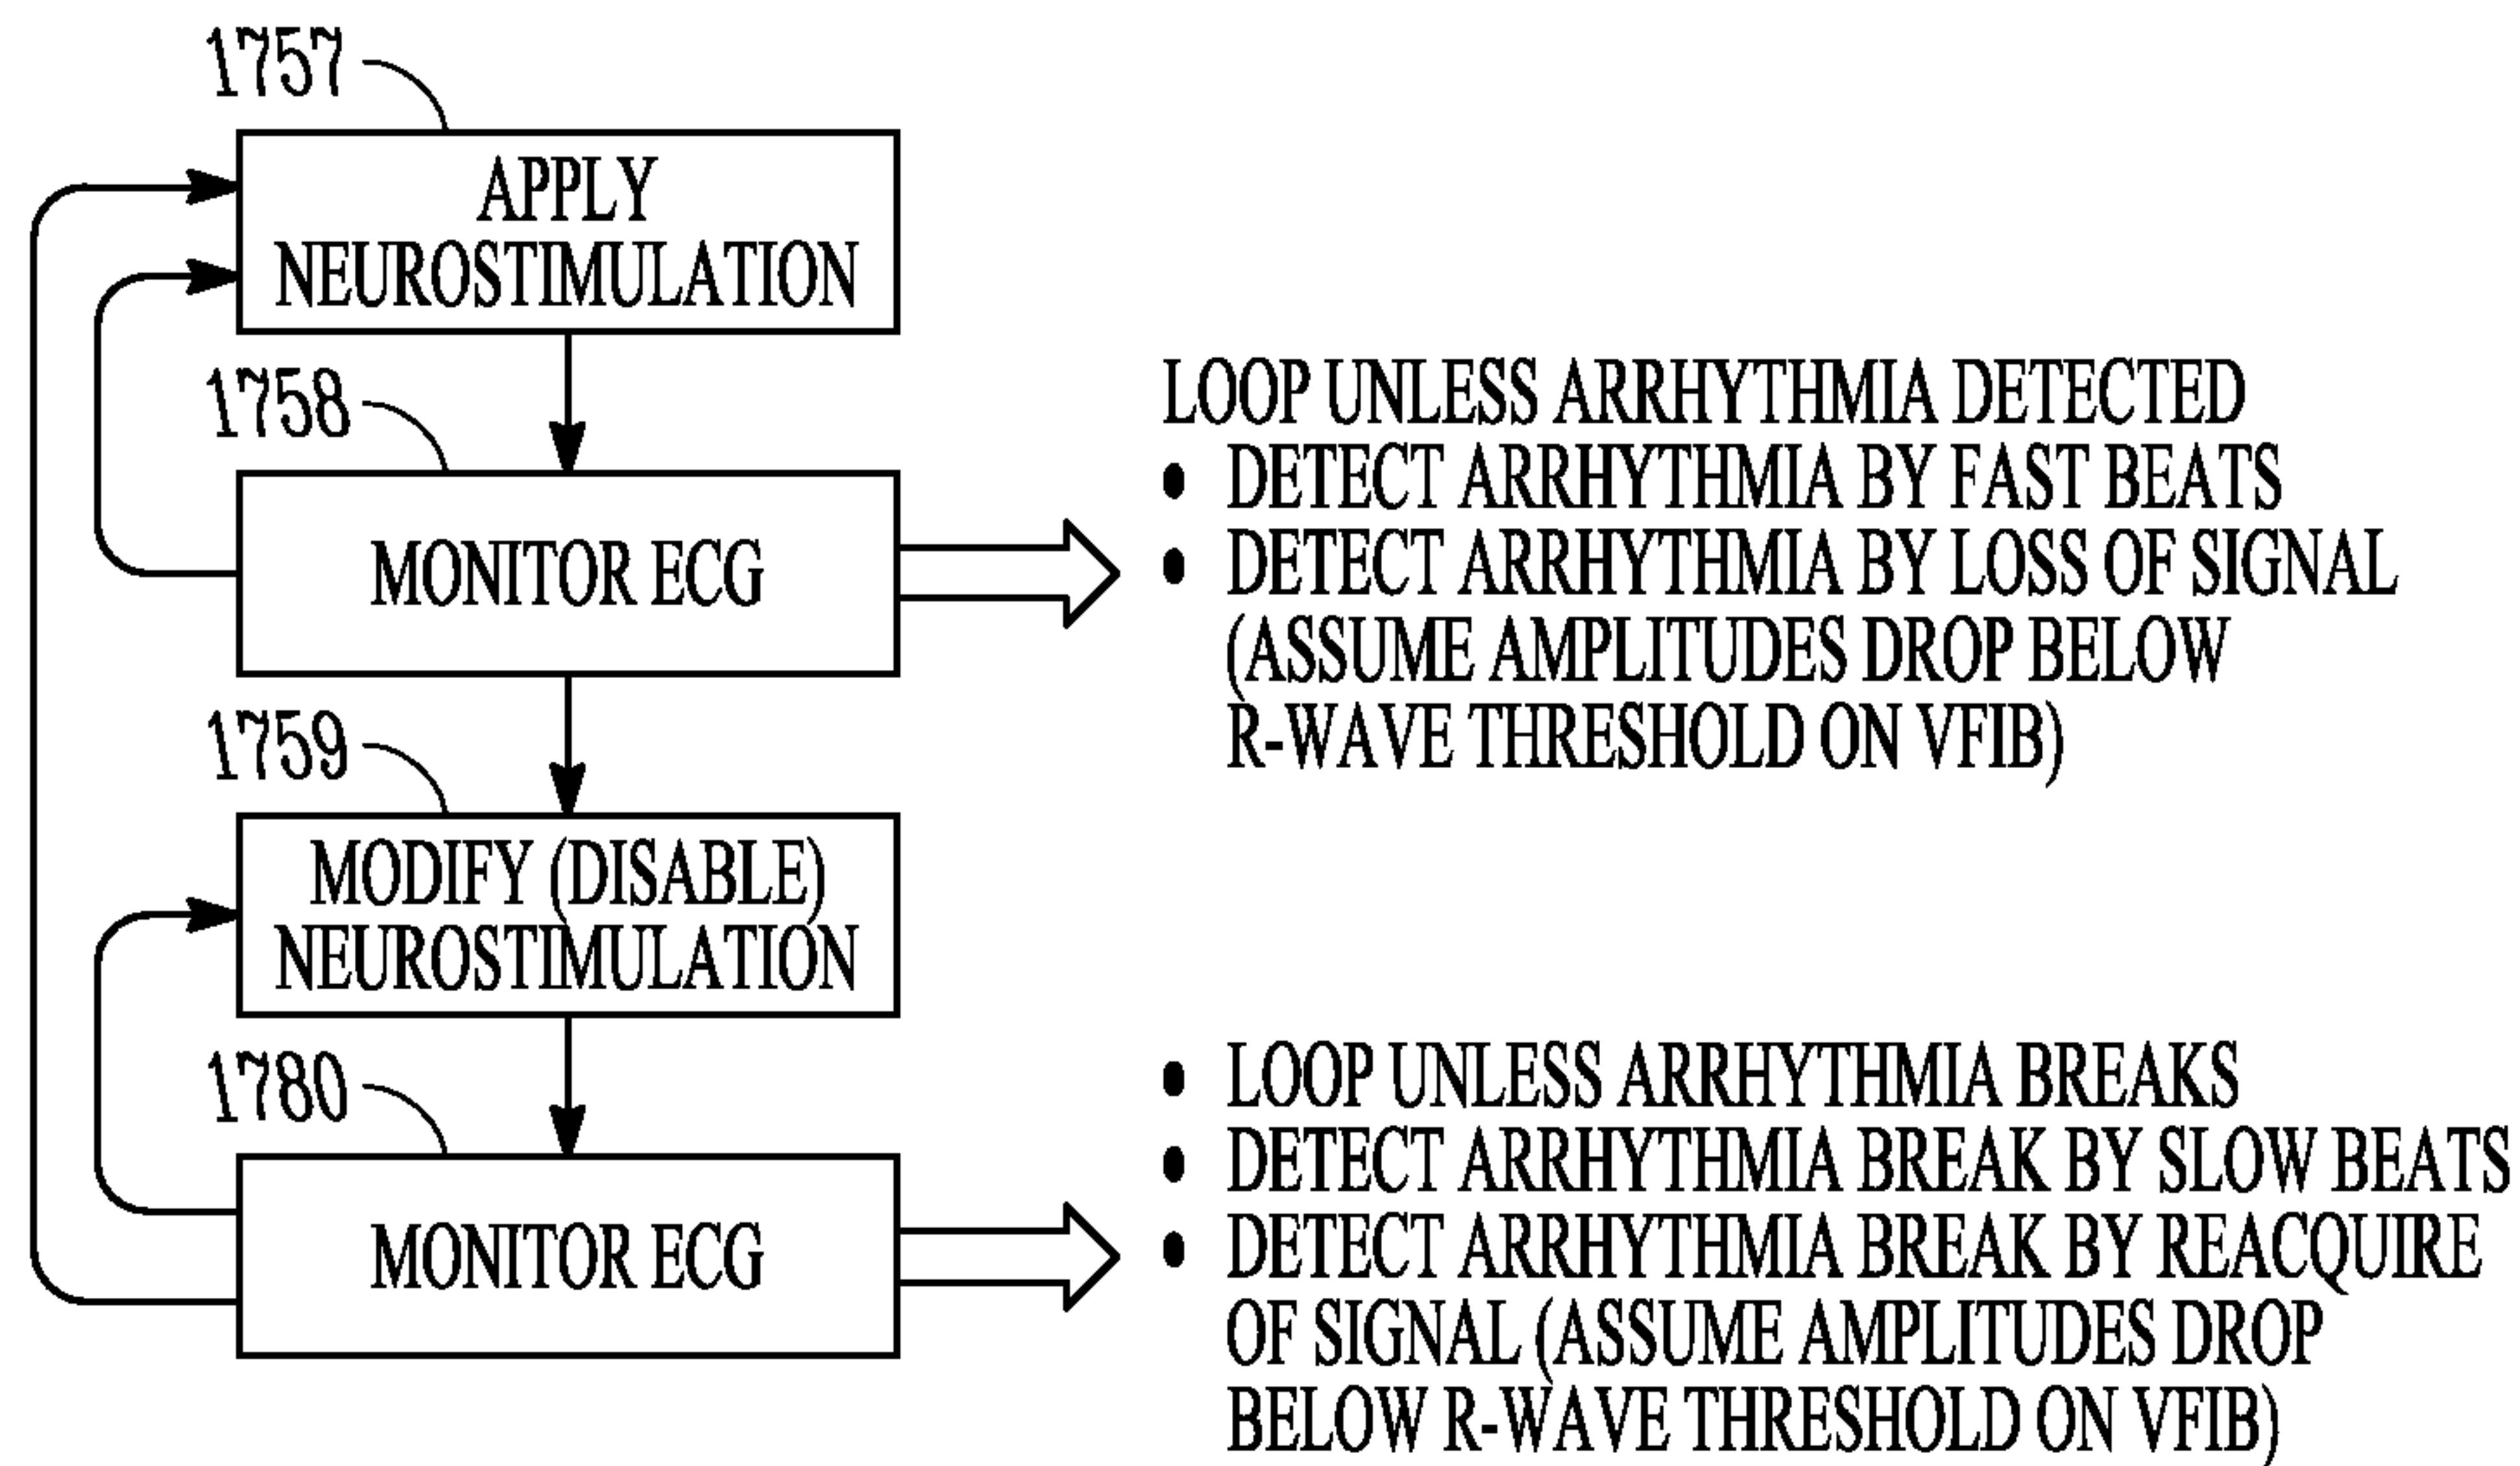 1757
APPLY
NEUROSTIMULATION
1758
MONITOR ECG
LOOP UNLESS ARRHYTHMIA DETECTED
• DETECT ARRHYTHMIA BY FAST BEATS
• DETECT ARRHYTHMIA BY LOSS OF SIGNAL
(ASSUME AMPLITUDES DROP BELOW
R-WAVE THRESHOLD ON VFIB)
1759
MODIFY (DISABLE)
NEUROSTIMULATION
1780
MONITOR ECG
• LOOP UNLESS ARRHYTHMIA BREAKS
• DETECT ARRHYTHMIA BREAK BY SLOW BEATS
• DETECT ARRHYTHMIA BREAK BY REACQUIRE
OF SIGNAL (ASSUME AMPLITUDES DROP
BELOW R-WAVE THRESHOLD ON VFIB)